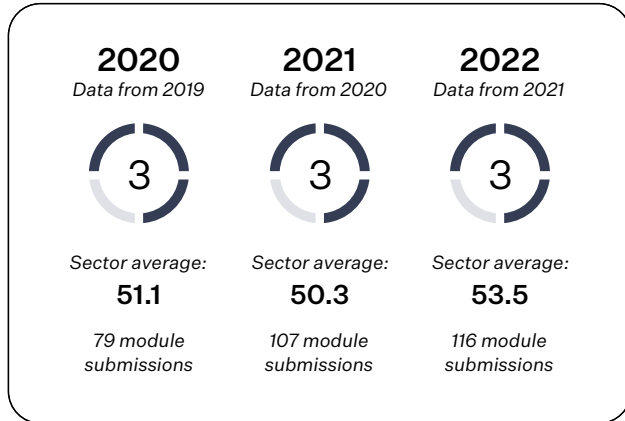 2020
Data from 2019
3
Sector average:
51.1
79 module
submissions
2021
Data from 2020
3
Sector average:
50.3
107 module
submissions
2022
Data from 2021
3
Sector average:
53.5
116 module
submissions